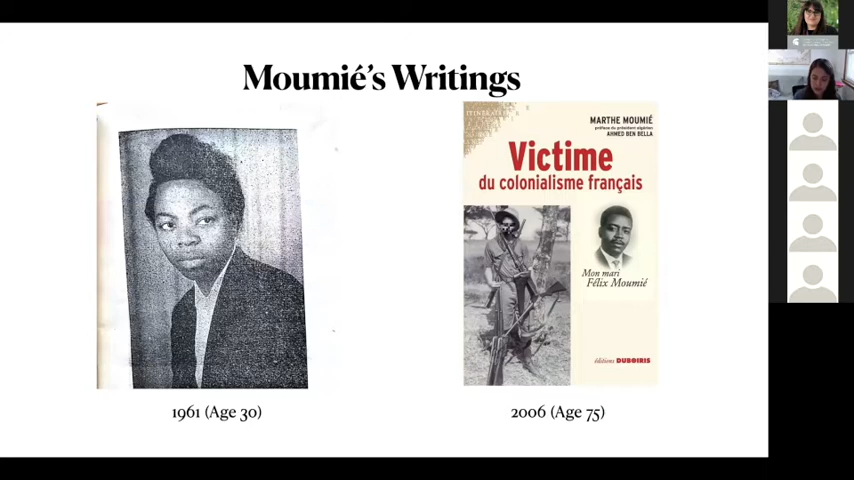 Moumié's Writings
MARTHE MOUMIÉ
préface du président algérien
AHMED BEN BELLA
Victime
du colonialisme français
Mon mari
Félix Moumié
éditions DUBOIRIS
1961 (Age 30)
2006 (Age 75)